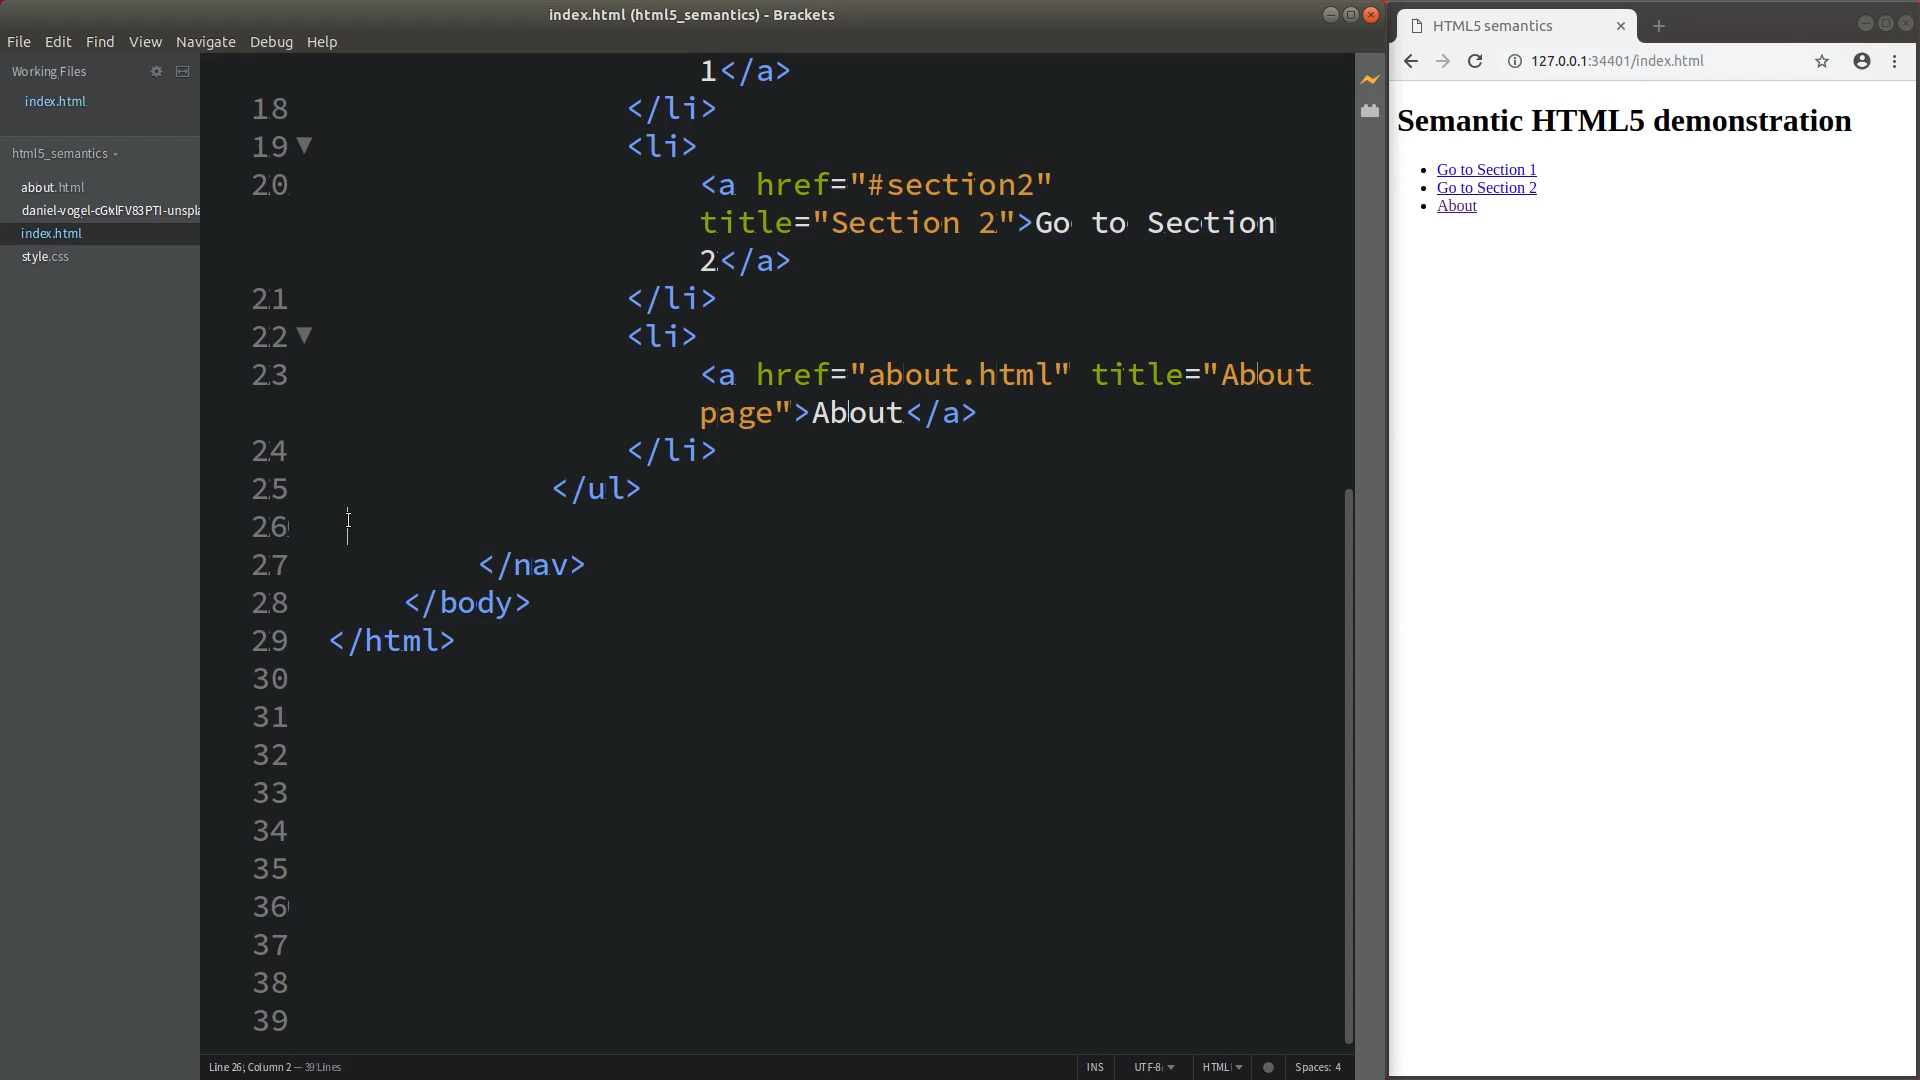 index.html (html5_semantics) - Brackets
File Edit Find View Navigate Debug Help
Working Files
index.html
html5_semantics
about.html
daniel-vogel-cGxlFV83PTI-unspla
index.html
style.css
1</a>
18 </li>
19 <li>
20 <a href="#section2"
title="Section 2">Go to Section
2</a>
21 </li>
22 <li>
23 <a href="about.html" title="About
page">About</a>
24 </li>
25 </ul>
26
27 </nav>
28 </body>
29 </html>
30
31
32
33
34
35
36
37
38
39
Line 26, Column 2 — 39 Lines
INS UTF-8 HTML Spaces: 4
HTML5 semantics
127.0.0.1:34401/index.html
Semantic HTML5 demonstration
Go to Section 1
Go to Section 2
About